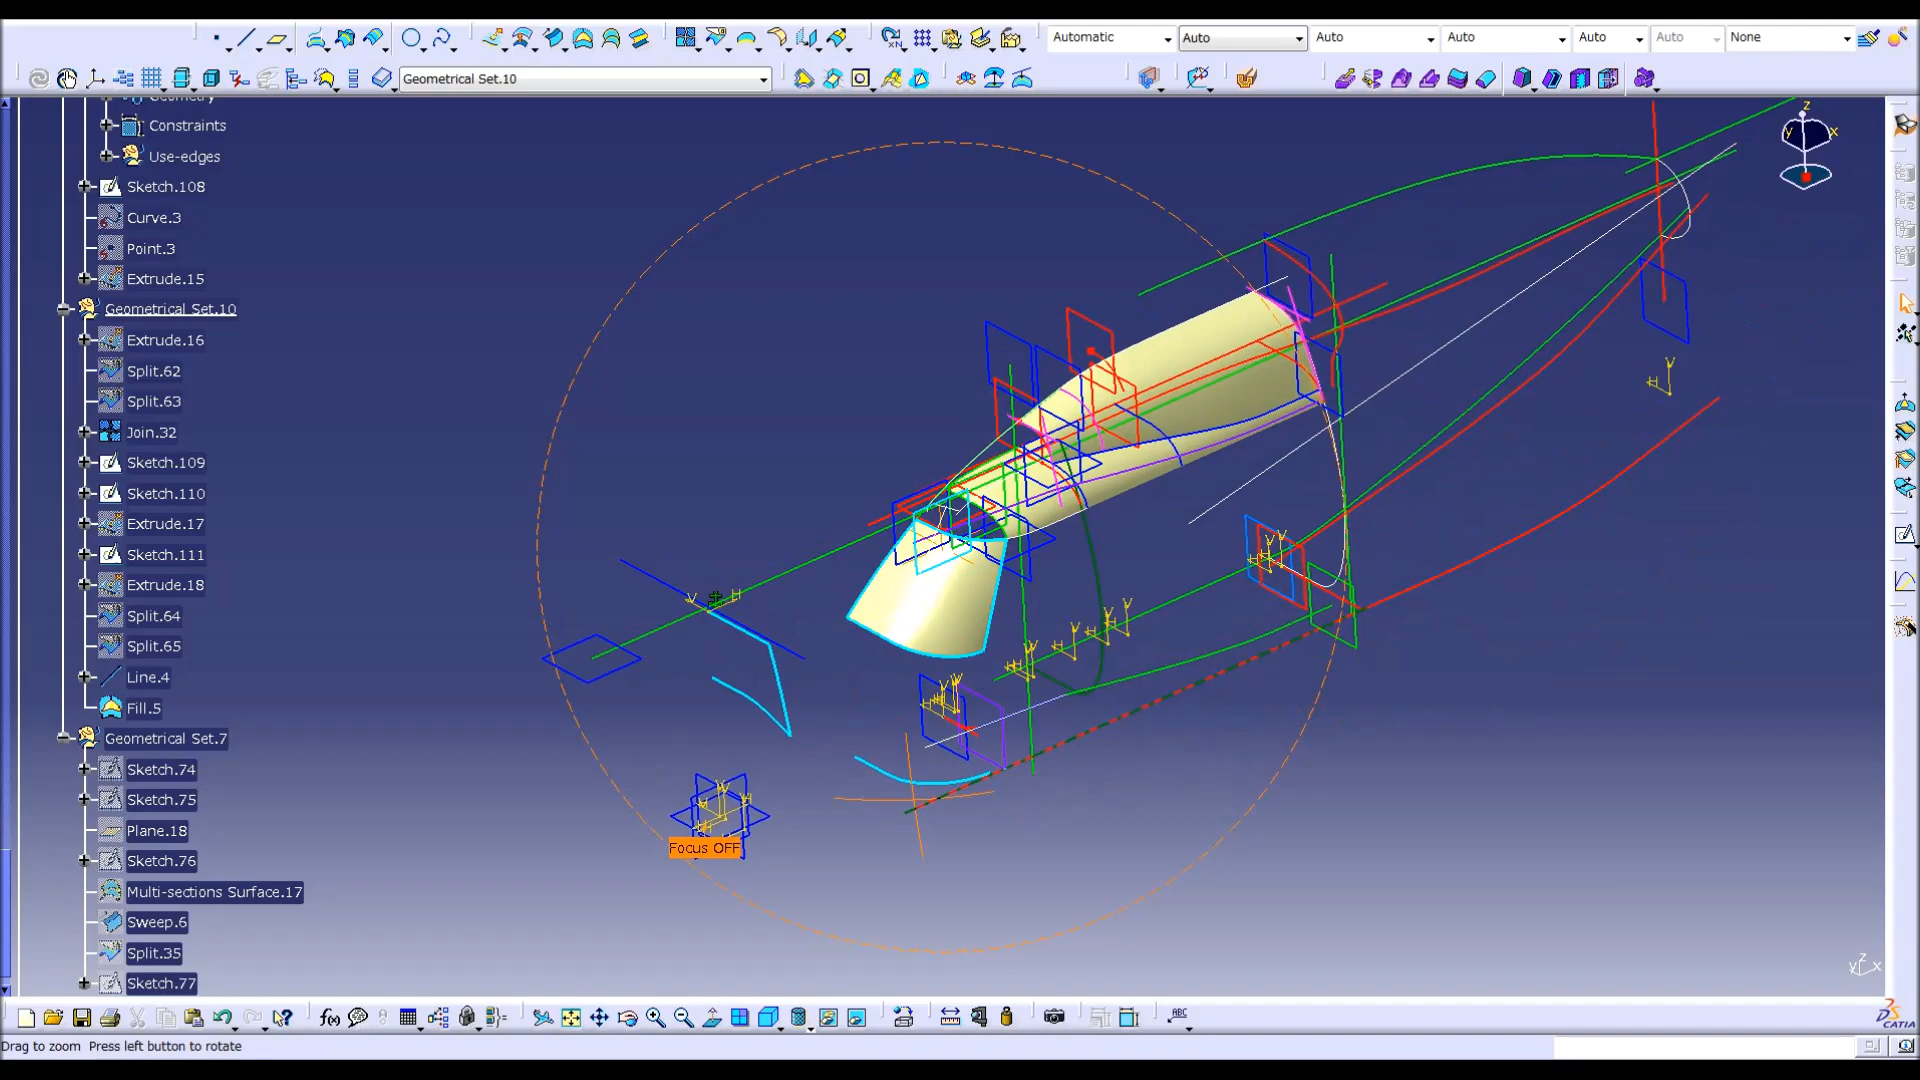 Automatic Auto Auto Auto Auto Auto None
Geometrical Set.10
Geometry
Constraints
Use-edges
Sketch.108
Curve.3
Point.3
Extrude.15
Geometrical Set.10
Extrude.16
Split.62
Split.63
Join.32
Sketch.109
Sketch.110
Extrude.17
Sketch.111
Extrude.18
Split.64
Split.65
Line.4
Fill.5
Geometrical Set.7
Sketch.74
Sketch.75
Plane.18
Sketch.76
Multi-sections Surface.17
Sweep.6
Split.35
Sketch.77
z
y x
V H
Focus OFF
z
y x
f(x)
ABC
CATIA
Drag to zoom Press left button to rotate